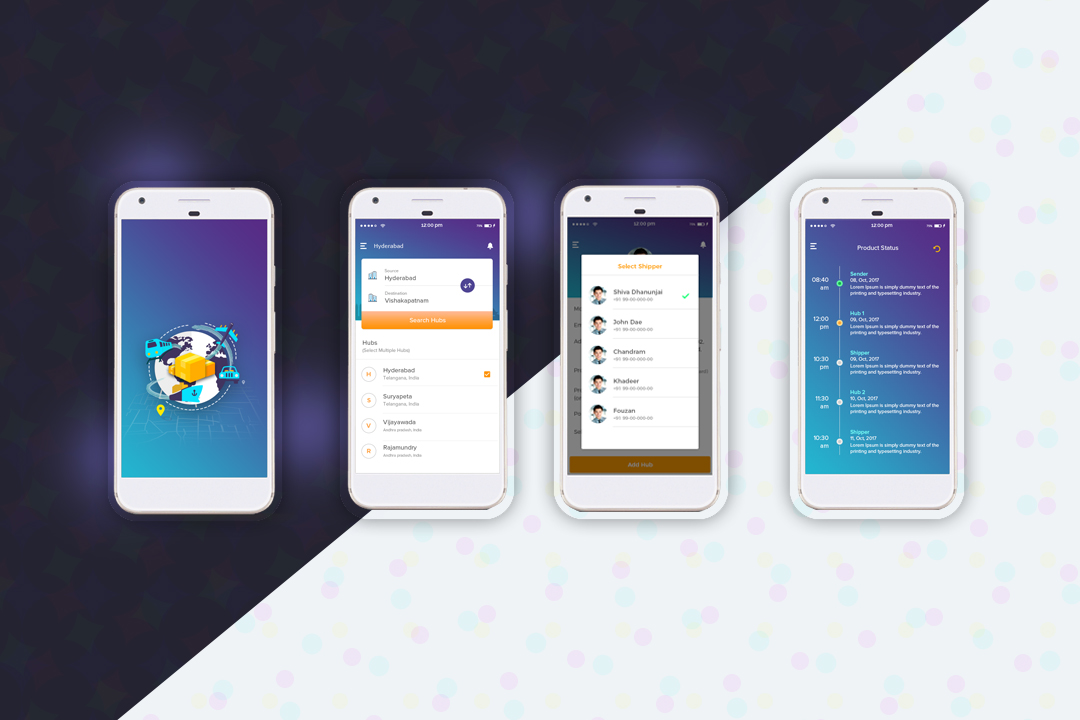 12:00 pm
Hyderabad
Source
Hyderabad
Destination
Vishakapatnam
Search Hubs
Hubs
(Select Multiple Hubs)
H
Hyderabad
Telangana, India
S
Suryapeta
Telangana, India
V
Vijayawada
Andhra pradesh, India
R
Rajamundry
Andhra pradesh, India
12:00 pm
Select Shipper
Shiva Dhanunjai
+91 99-00-000-00
John Dae
+91 99-00-000-00
Chandram
+91 99-00-000-00
Khadeer
+91 99-00-000-00
Fouzan
+91 99-00-000-00
Add Hub
12:00 pm
Product Status
08:40 am
Sender
08, Oct, 2017
Lorem Ipsum is simply dummy text of the
printing and typesetting industry.
12:00 pm
Hub 1
09, Oct, 2017
Lorem Ipsum is simply dummy text of the
printing and typesetting industry.
10:30 pm
Shipper
09, Oct, 2017
Lorem Ipsum is simply dummy text of the
printing and typesetting industry.
11:30 am
Hub 2
10, Oct, 2017
Lorem Ipsum is simply dummy text of the
printing and typesetting industry.
10:30 am
Shipper
11, Oct, 2017
Lorem Ipsum is simply dummy text of the
printing and typesetting industry.